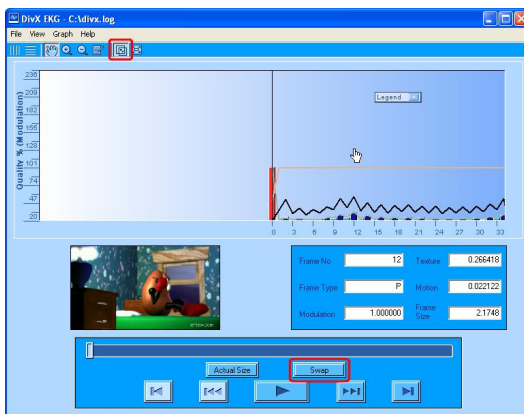 DivX EKG - C:\divx.log
File View Graph Help
Quality % (Modulation)
236
209
182
155
128
101
74
47
20
Legend
0 3 6 9 12 15 18 21 24 27 30 33
Frame No 12 Texture 0.266418
Frame Type P Motion 0.022122
Modulation 1.000000 Frame Size 2.1748
Actual Size Swap